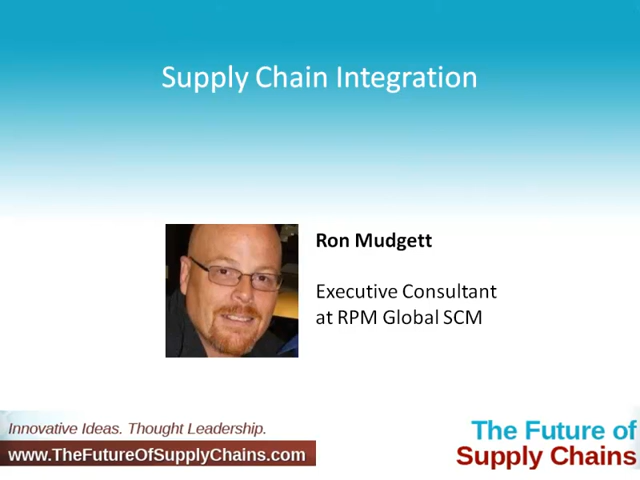 Supply Chain Integration
Ron Mudgett
Executive Consultant
at RPM Global SCM
Innovative Ideas. Thought Leadership.
www.TheFutureOfSupplyChains.com
The Future of
Supply Chains